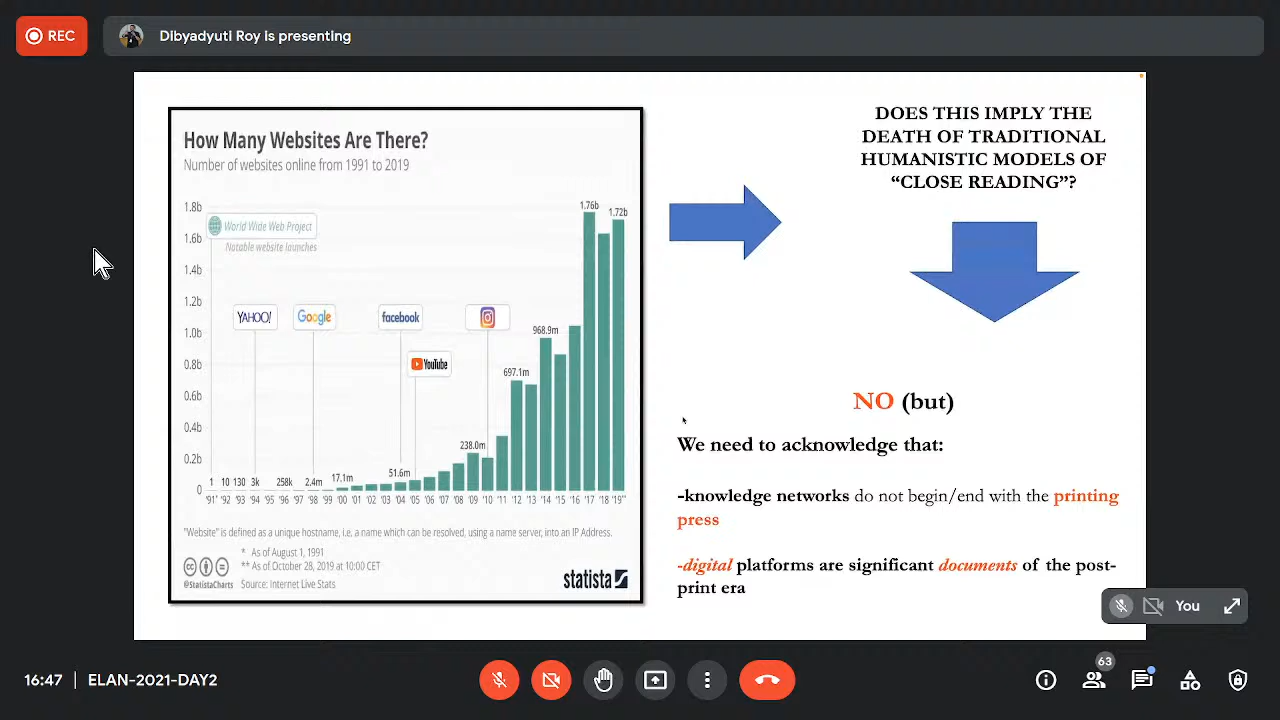 REC
Dibyadyuti Roy is presenting
How Many Websites Are There?
Number of websites online from 1991 to 2019
1.8b
1.6b
1.4b
1.2b
1.0b
0.8b
0.6b
0.4b
0.2b
0
World Wide Web Project
Notable website launches
YAHOO!
Google
facebook
YouTube
1 10 130 3k 258k 2.4m 17.1m 51.6m 238.0m 697.1m 968.9m 1.76b 1.72b
'91* '92 '93 '94 '95 '96 '97 '98 '99 '00 '01 '02 '03 '04 '05 '06 '07 '08 '09 '10 '11 '12 '13 '14 '15 '16 '17 '18 '19**
"Website" is defined as a unique hostname, i.e. a name which can be resolved, using a name server, into an IP Address.
* As of August 1, 1991
** As of October 28, 2019 at 10:00 CET
@StatistaCharts Source: Internet Live Stats
statista
DOES THIS IMPLY THE
DEATH OF TRADITIONAL
HUMANISTIC MODELS OF
“CLOSE READING”?
NO (but)
We need to acknowledge that:
-knowledge networks do not begin/end with the printing
press
-digital platforms are significant documents of the post-
print era
You
16:47 | ELAN-2021-DAY2
63